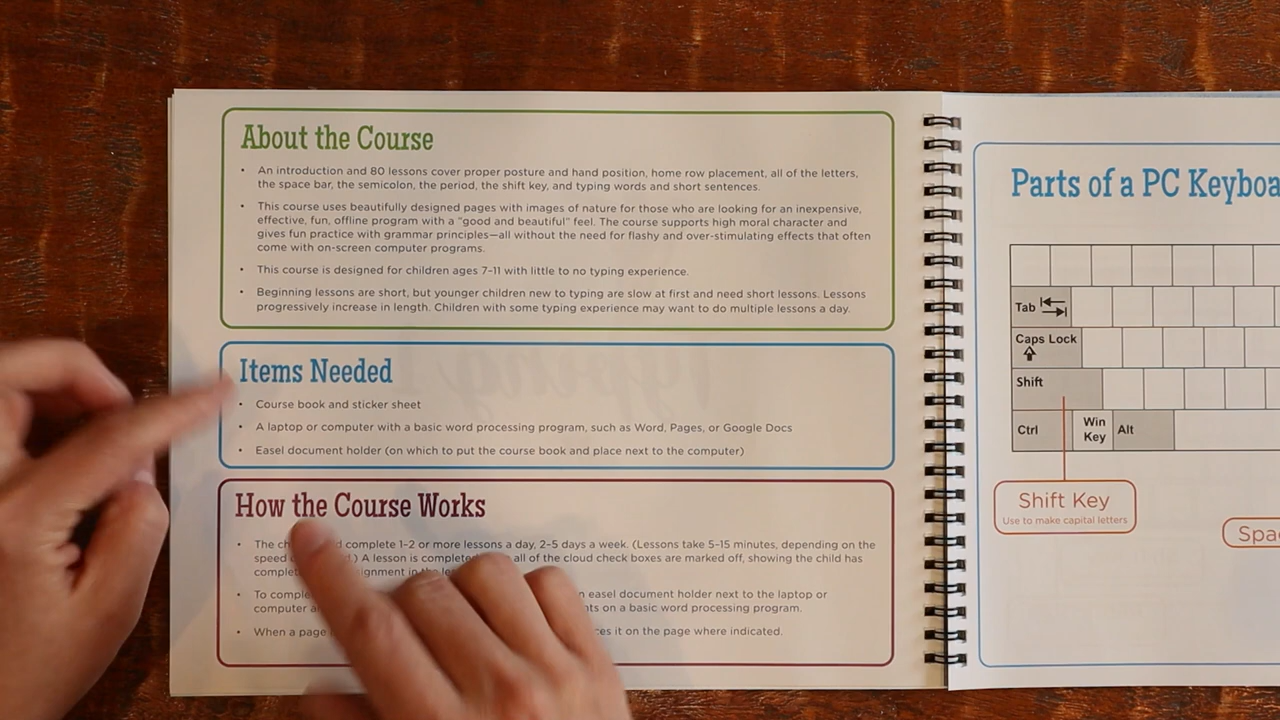 About the Course
• An introduction and 80 lessons cover proper posture and hand position, home row placement, all of the letters,
the space bar, the semicolon, the period, the shift key, and typing words and short sentences.
• This course uses beautifully designed pages with images of nature for those who are looking for an inexpensive,
effective, fun, offline program with a "good and beautiful" feel. The course supports high moral character and
gives fun practice with grammar principles—all without the need for flashy and over-stimulating effects that often
come with on-screen computer programs.
• This course is designed for children ages 7–11 with little to no typing experience.
• Beginning lessons are short, but younger children new to typing are slow at first and need short lessons. Lessons
progressively increase in length. Children with some typing experience may want to do multiple lessons a day.
Items Needed
• Course book and sticker sheet
• A laptop or computer with a basic word processing program, such as Word, Pages, or Google Docs
• Easel document holder (on which to put the course book and place next to the computer)
How the Course Works
• The complete 1–2 or more lessons a day, 2–5 days a week. (Lessons take 5–15 minutes, depending on the
speed A lesson is completed all of the cloud check boxes are marked off, showing the child has
in the
• To easel document holder next to the laptop or
computer on a basic word processing program.
• When a page it on the page where indicated.
Parts of a PC
Tab
Caps Lock
Shift
Ctrl
Win
Key
Alt
Shift Key
Use to make capital letters